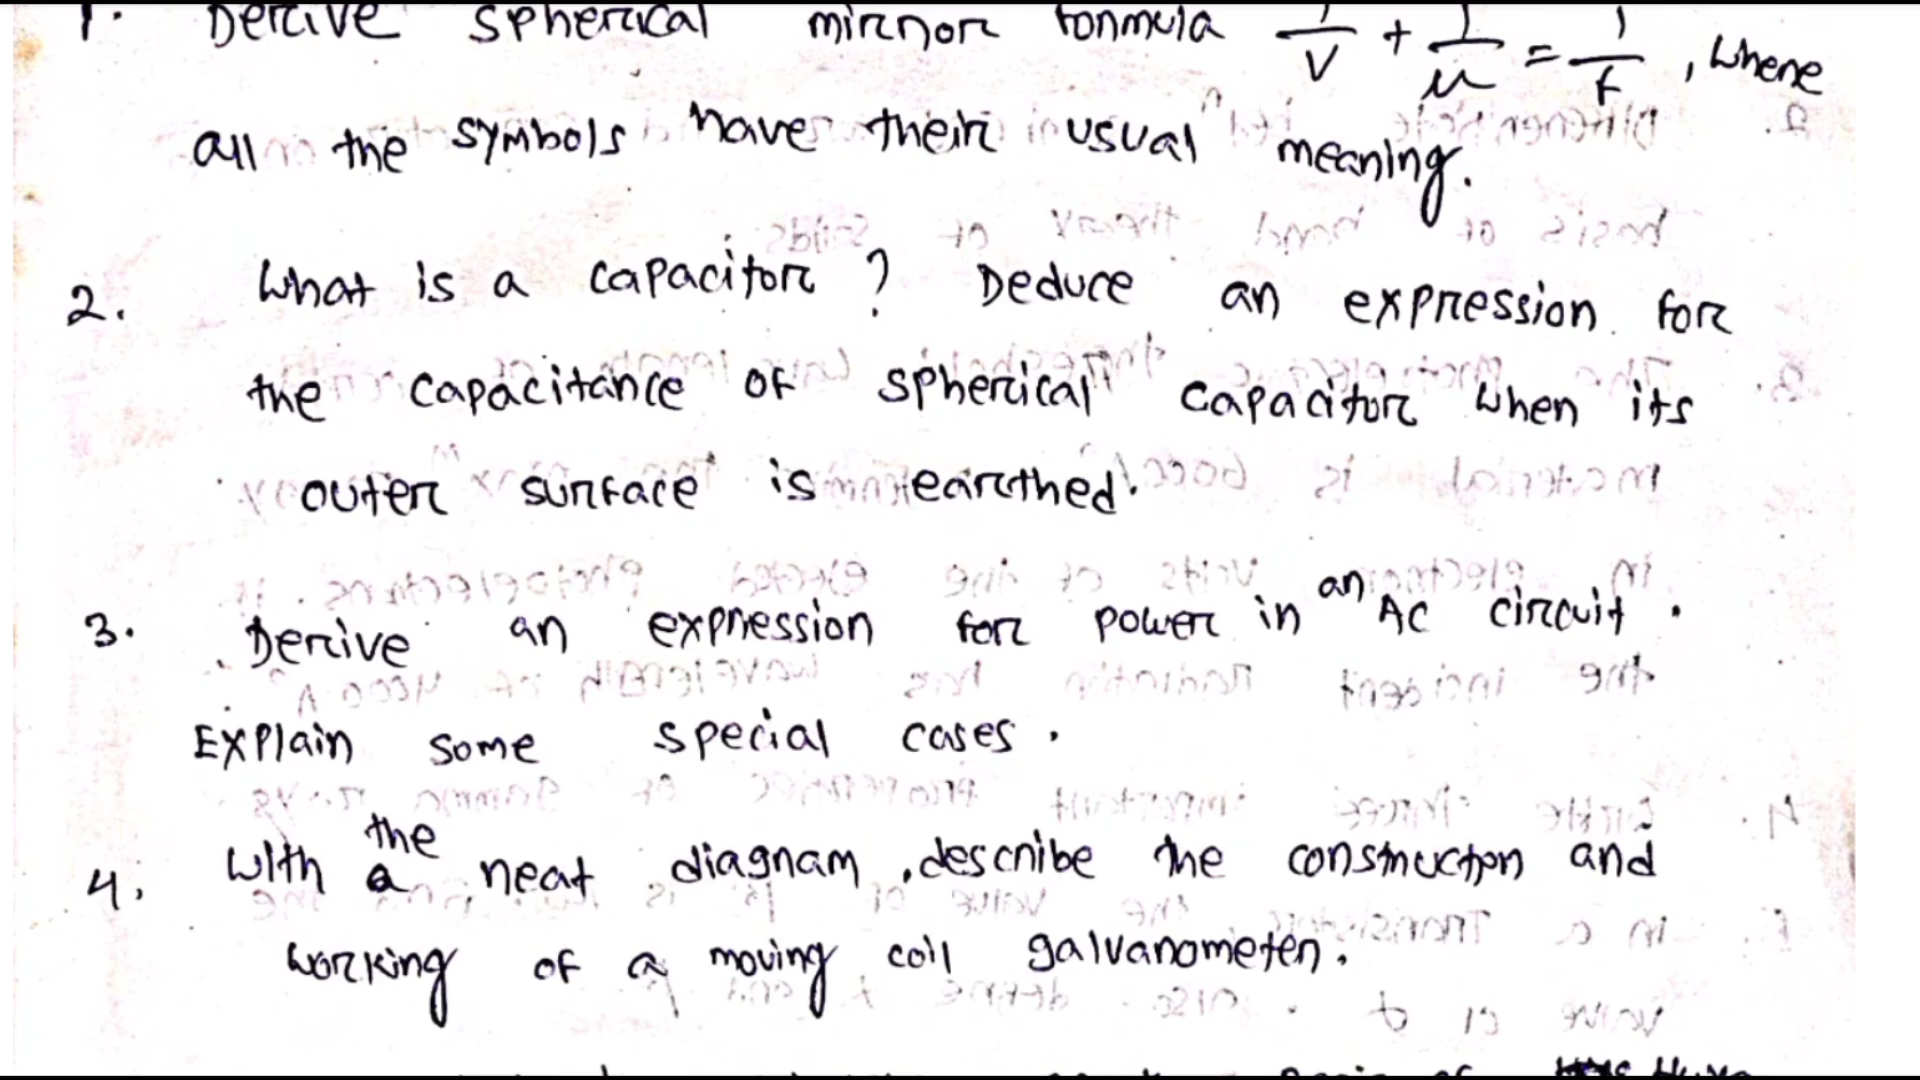 1. Derive spherical mirror formula 1/v + 1/u = 1/f, where
all the symbols have their usual meaning.
2. What is a capacitor? Deduce an expression for
the capacitance of spherical capacitor when its
outer surface is earthed.
3. Derive an expression for power in an AC circuit.
Explain some special cases.
4. With the neat diagram, describe the construction and
working of a moving coil galvanometer.